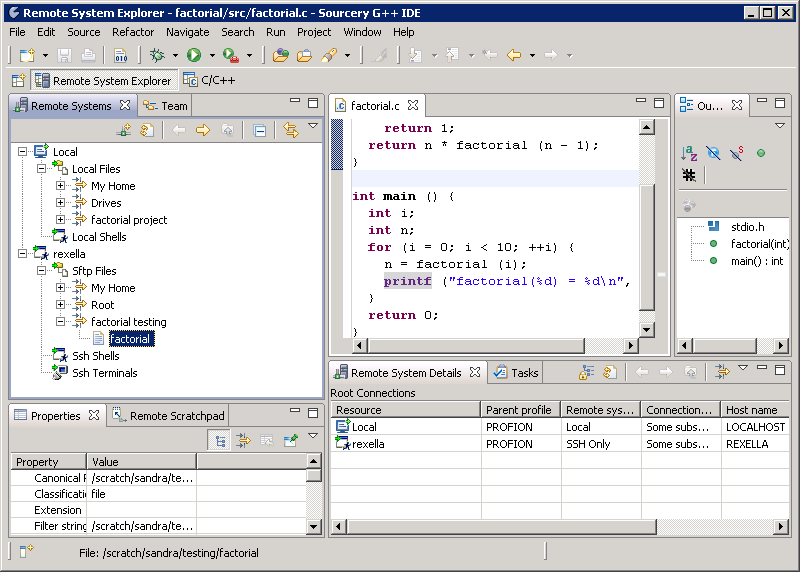 Remote System Explorer - factorial/src/factorial.c - Sourcery G++ IDE
File Edit Source Refactor Navigate Search Run Project Window Help
Remote System Explorer C/C++
Remote Systems Team
Local
Local Files
My Home
Drives
factorial project
Local Shells
rexella
Sftp Files
My Home
Root
factorial testing
factorial
Ssh Shells
Ssh Terminals
factorial.c
return 1;
return n * factorial (n - 1);
}
int main () {
int i;
int n;
for (i = 0; i < 10; ++i) {
n = factorial (i);
printf ("factorial(%d) = %d\n",
}
return 0;
}
Ou...
stdio.h
factorial(int)
main() : int
Properties Remote Scratchpad
Property Value
Canonical P /scratch/sandra/te...
Classificatio file
Extension
Filter string /scratch/sandra/te...
Remote System Details Tasks
Root Connections
Resource Parent profile Remote sys... Connection... Host name
Local PROFION Local Some subs... LOCALHOST
rexella PROFION SSH Only Some subs... REXELLA
File: /scratch/sandra/testing/factorial